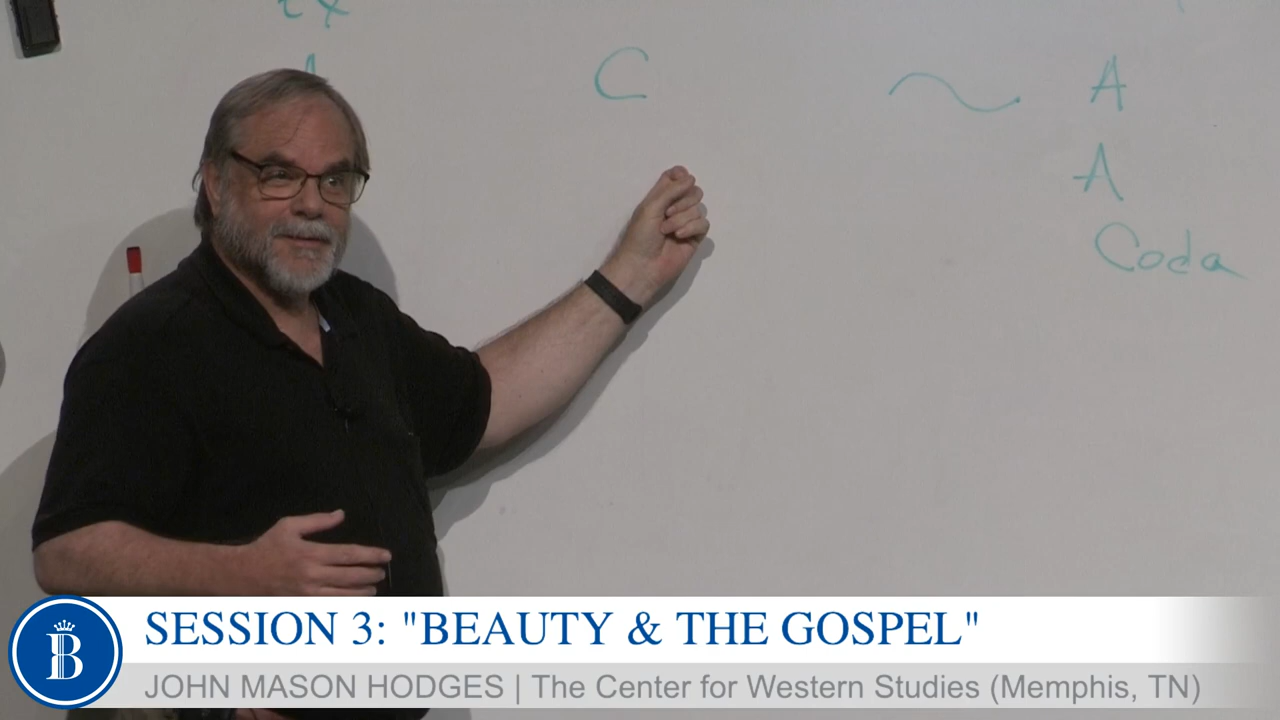 C A
A
Coda
B
SESSION 3: "BEAUTY & THE GOSPEL"
JOHN MASON HODGES | The Center for Western Studies (Memphis, TN)